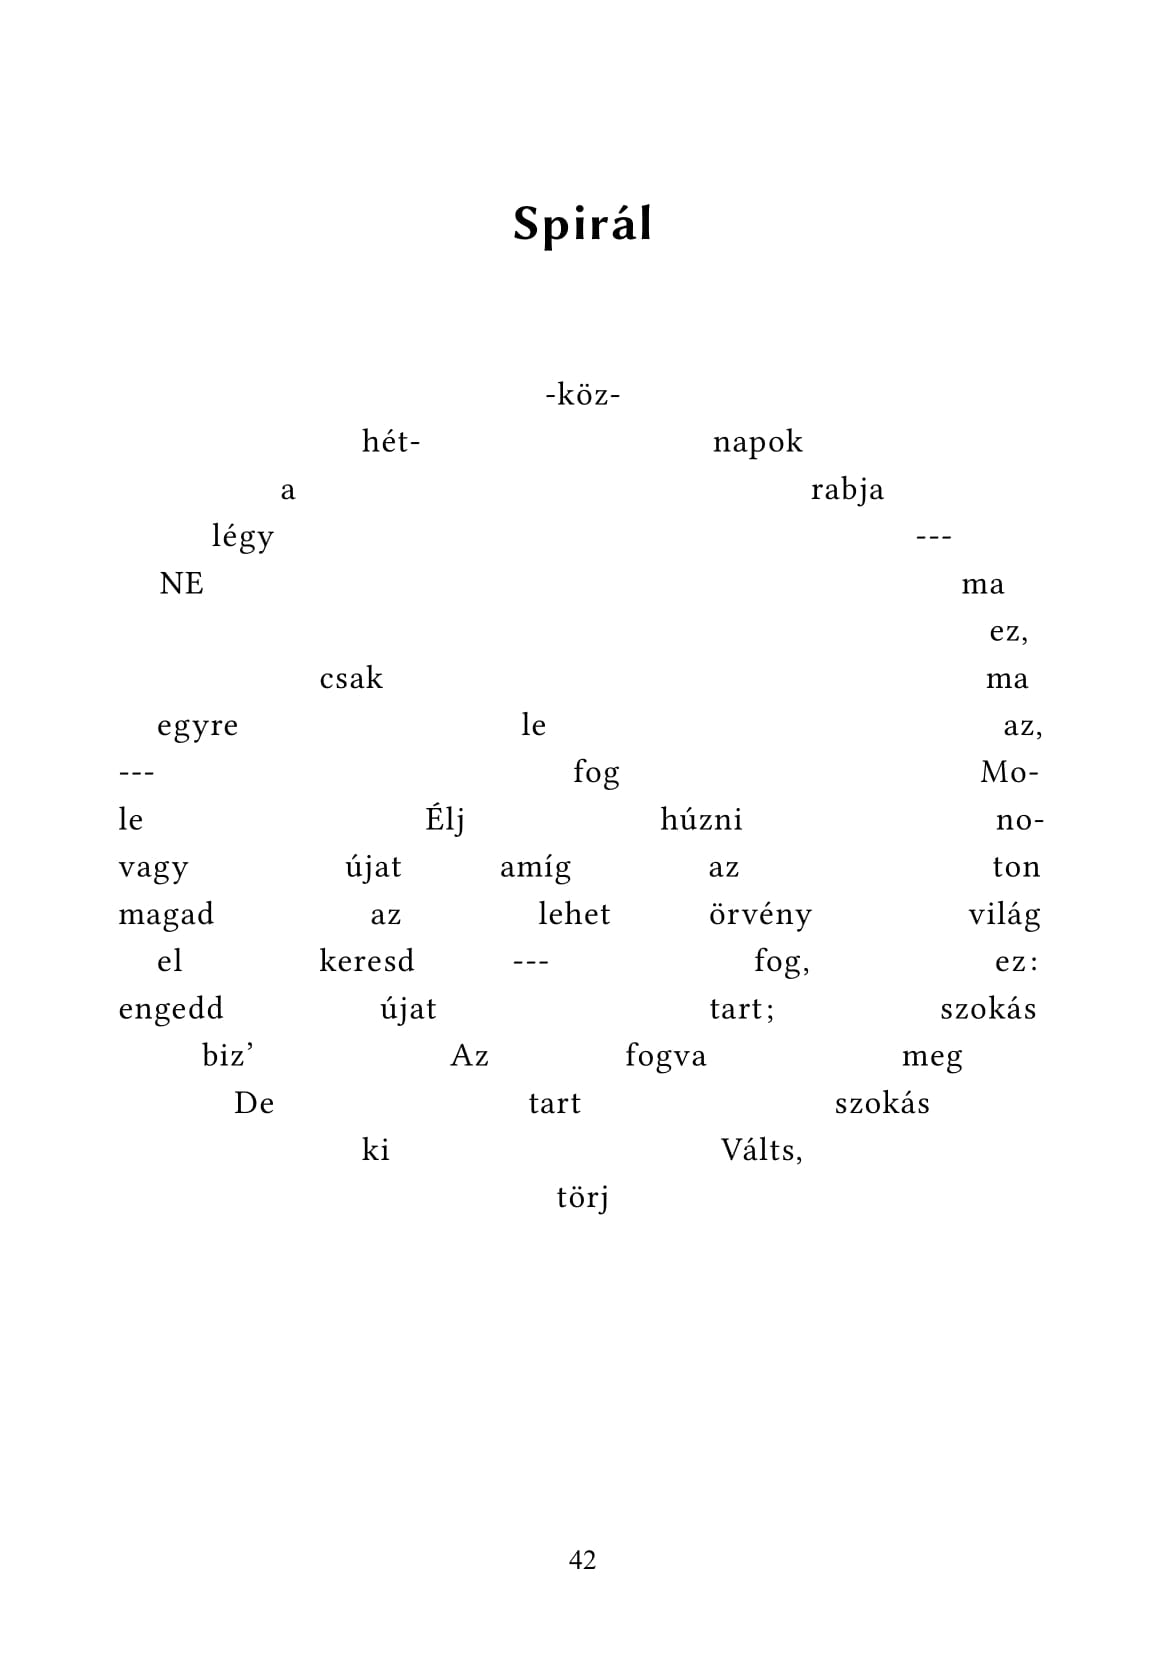 Spirál
-köz-
hét- napok
a rabja
légy ---
NE ma
ez,
csak ma
egyre le az,
--- fog Mo-
le Élj húzni no-
vagy újat amíg az ton
magad az lehet örvény világ
el keresd --- fog, ez:
engedd újat tart; szokás
biz’ Az fogva meg
De tart szokás
ki Válts,
törj
42